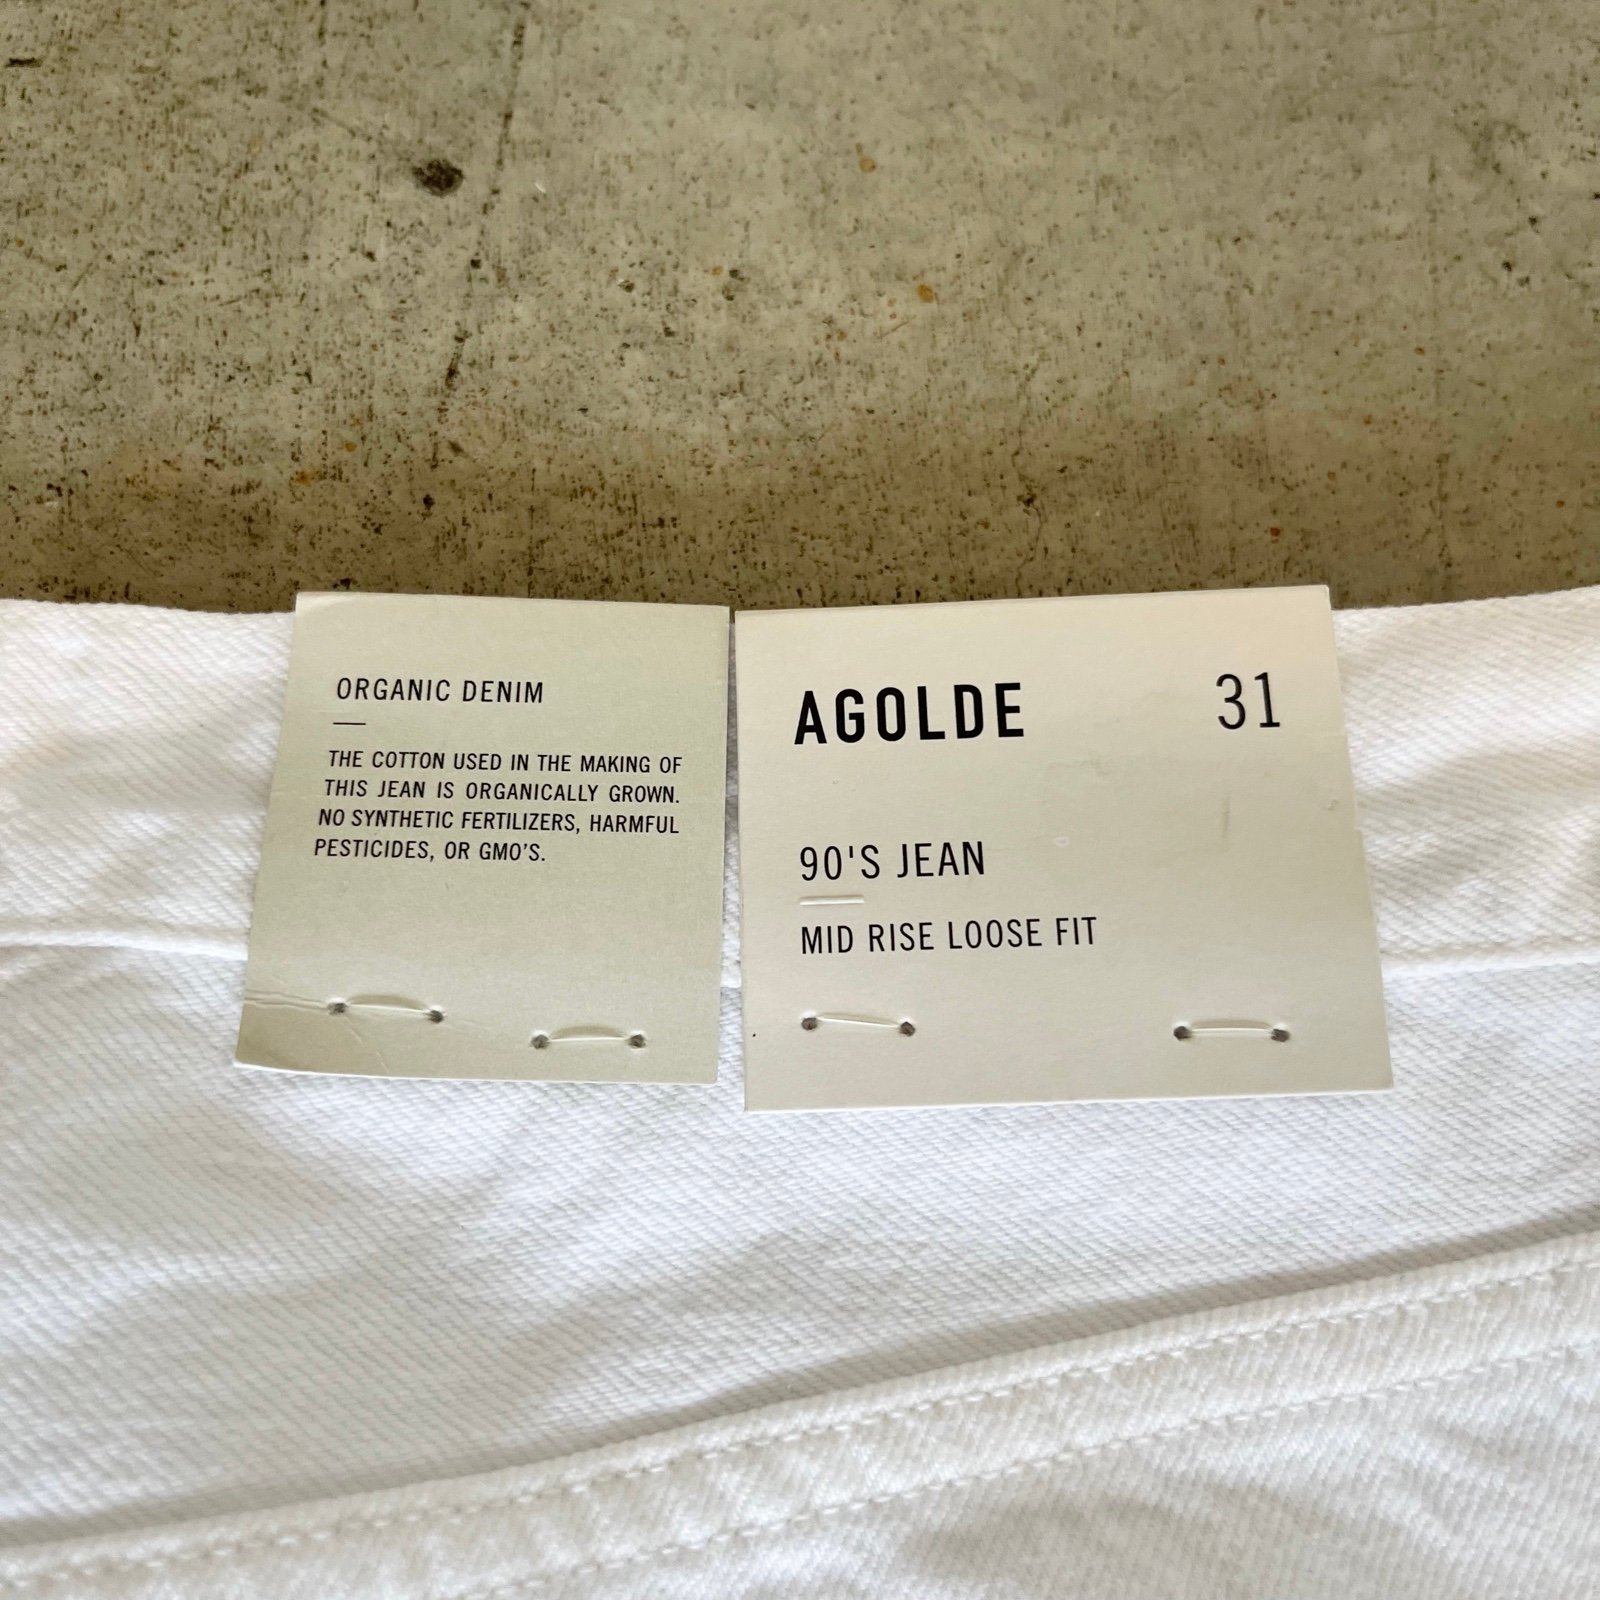 ORGANIC DENIM
THE COTTON USED IN THE MAKING OF
THIS JEAN IS ORGANICALLY GROWN.
NO SYNTHETIC FERTILIZERS, HARMFUL
PESTICIDES, OR GMO'S.
AGOLDE 31
90'S JEAN
MID RISE LOOSE FIT